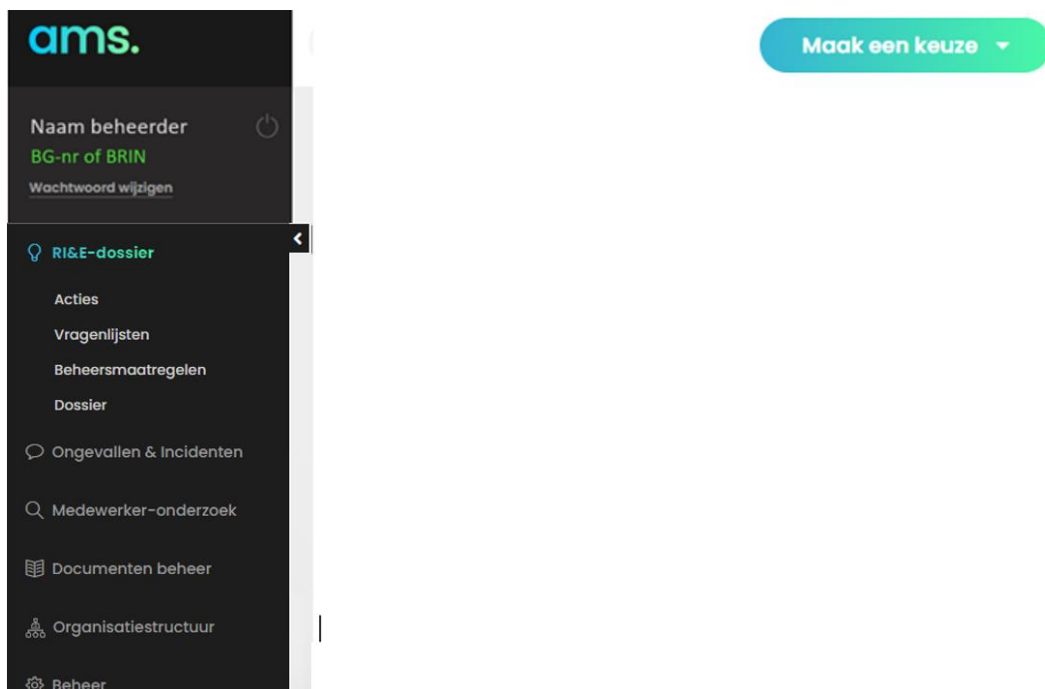 ams.
Maak een keuze
Naam beheerder
BG-nr of BRIN
Wachtwoord wijzigen
RI&E-dossier
Acties
Vragenlijsten
Beheersmaatregelen
Dossier
Ongevallen & Incidenten
Medewerker-onderzoek
Documenten beheer
Organisatiestructuur
Beheer